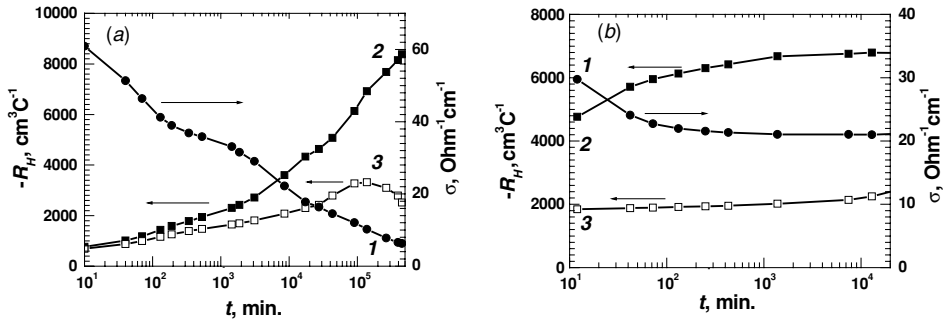 (a)
10000
8000
6000
4000
2000
0
-R_H, cm³C⁻¹
2
3
1
60
40
20
0
σ, Ohm⁻¹cm⁻¹
10¹ 10² 10³ 10⁴ 10⁵
t, min.
(b)
8000
6000
4000
2000
0
-R_H, cm³C⁻¹
1
2
3
40
30
20
10
0
σ, Ohm⁻¹cm⁻¹
10¹ 10² 10³ 10⁴
t, min.